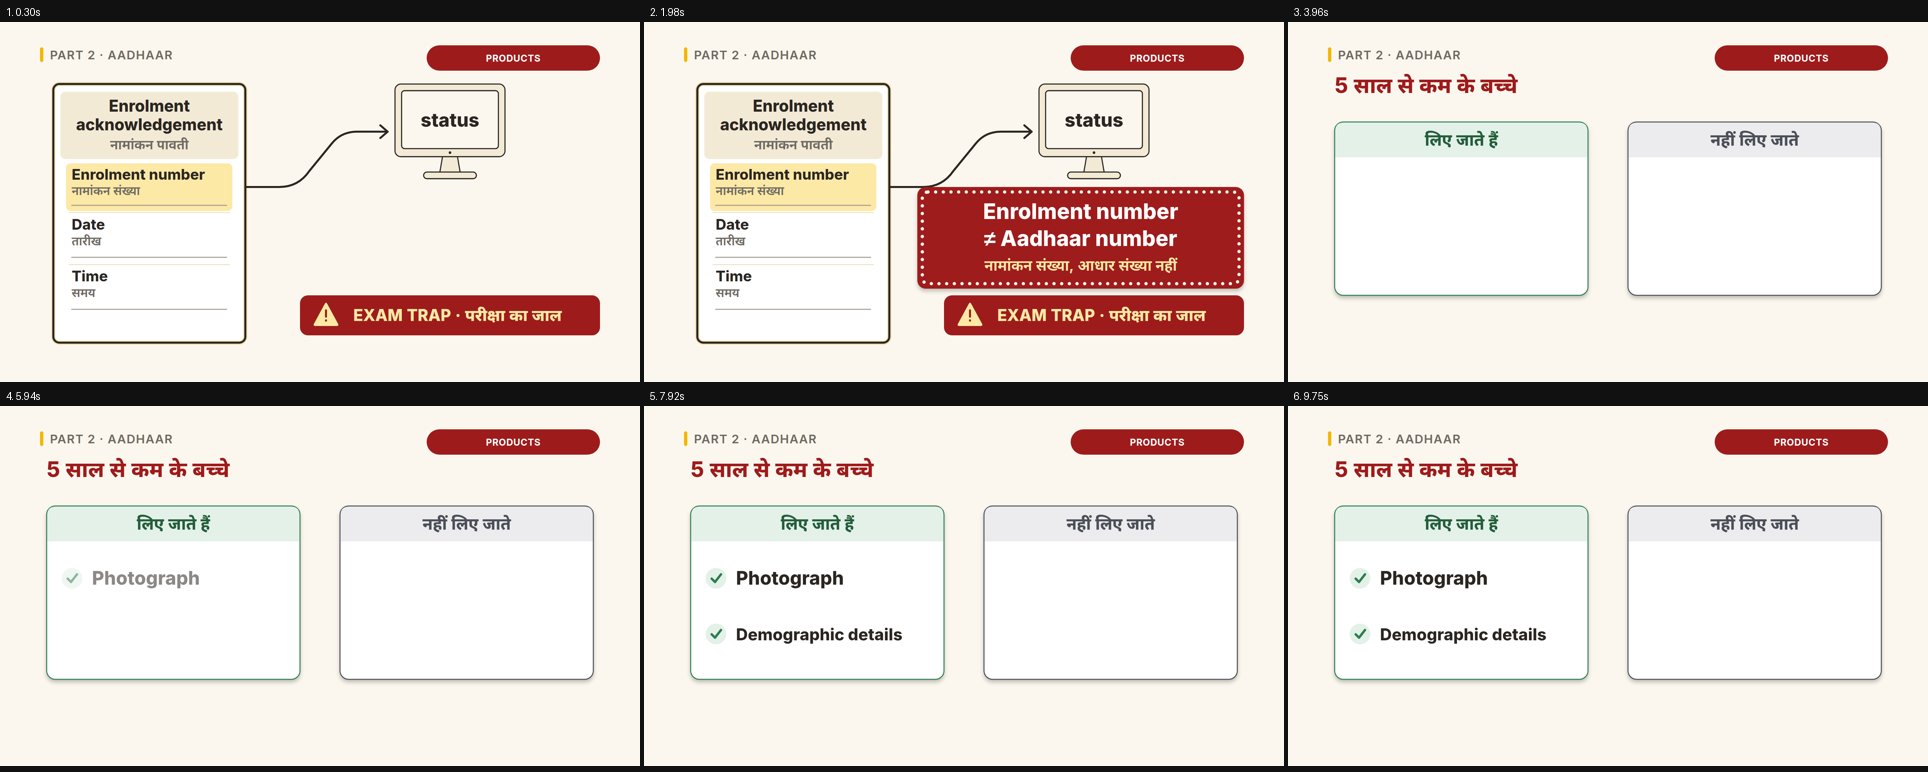 1. 0.30s
PART 2 · AADHAAR
PRODUCTS
Enrolment
acknowledgement
नामांकन पावती
Enrolment number
नामांकन संख्या
Date
तारीख
Time
समय
status
EXAM TRAP · परीक्षा का जाल
2. 1.98s
PART 2 · AADHAAR
PRODUCTS
Enrolment
acknowledgement
नामांकन पावती
Enrolment number
नामांकन संख्या
Date
तारीख
Time
समय
status
Enrolment number
≠ Aadhaar number
नामांकन संख्या, आधार संख्या नहीं
EXAM TRAP · परीक्षा का जाल
3. 3.96s
PART 2 · AADHAAR
PRODUCTS
5 साल से कम के बच्चे
लिए जाते हैं
नहीं लिए जाते
4. 5.94s
PART 2 · AADHAAR
PRODUCTS
5 साल से कम के बच्चे
लिए जाते हैं
Photograph
नहीं लिए जाते
5. 7.92s
PART 2 · AADHAAR
PRODUCTS
5 साल से कम के बच्चे
लिए जाते हैं
Photograph
Demographic details
नहीं लिए जाते
6. 9.75s
PART 2 · AADHAAR
PRODUCTS
5 साल से कम के बच्चे
लिए जाते हैं
Photograph
Demographic details
नहीं लिए जाते